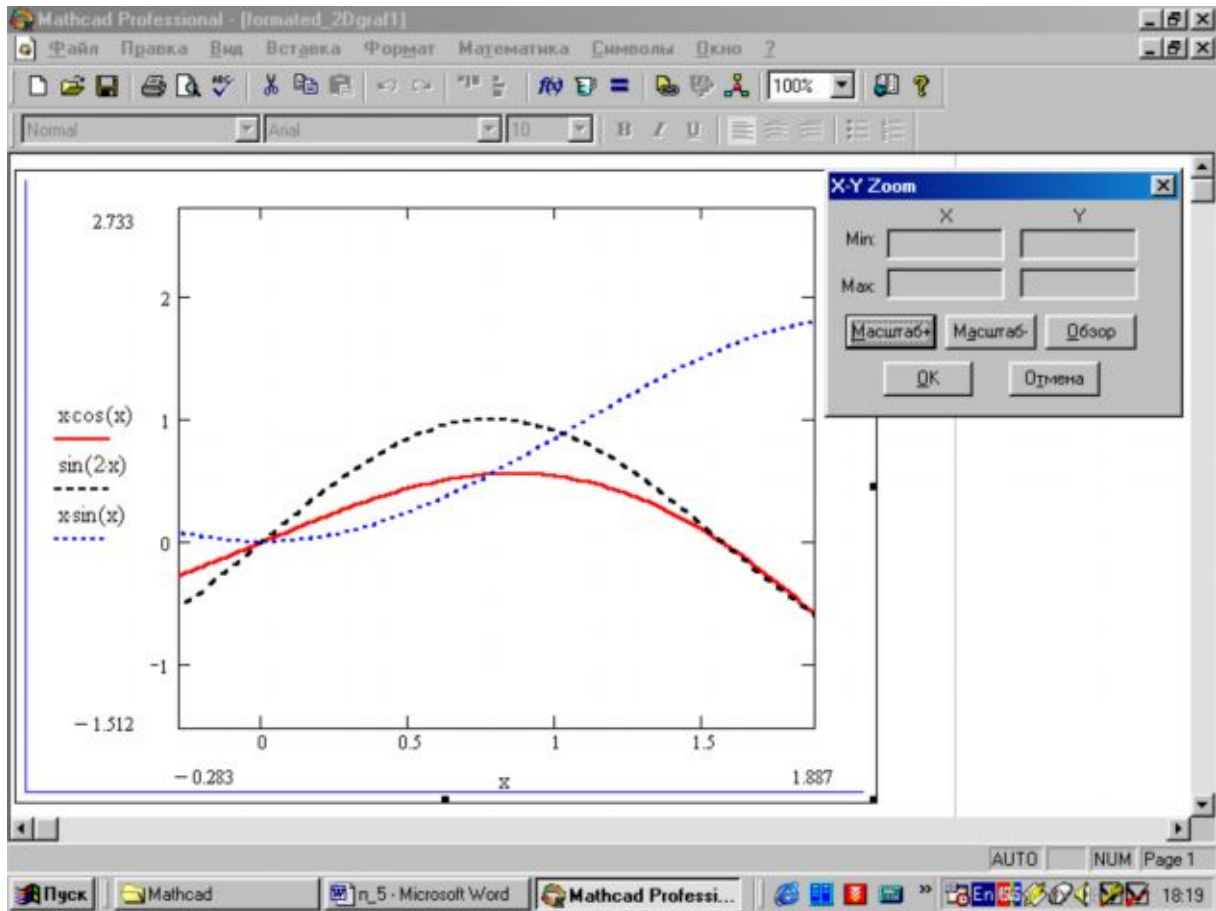 Mathcad Professional - [formated_2Dgraf1]
Файл Правка Вид Вставка Формат Математика Символы Окно ?
100%
Normal Arial 10 B I U
X-Y Zoom
X Y
Min:
Max:
Масштаб+ Масштаб- Обзор
OK Отмена
2.733
2
1
0
-1
-1.512
x·cos(x)
sin(2·x)
x·sin(x)
0 0.5 1 1.5
-0.283 x 1.887
AUTO NUM Page 1
Пуск Mathcad n_5 - Microsoft Word Mathcad Professi... » En 18:19